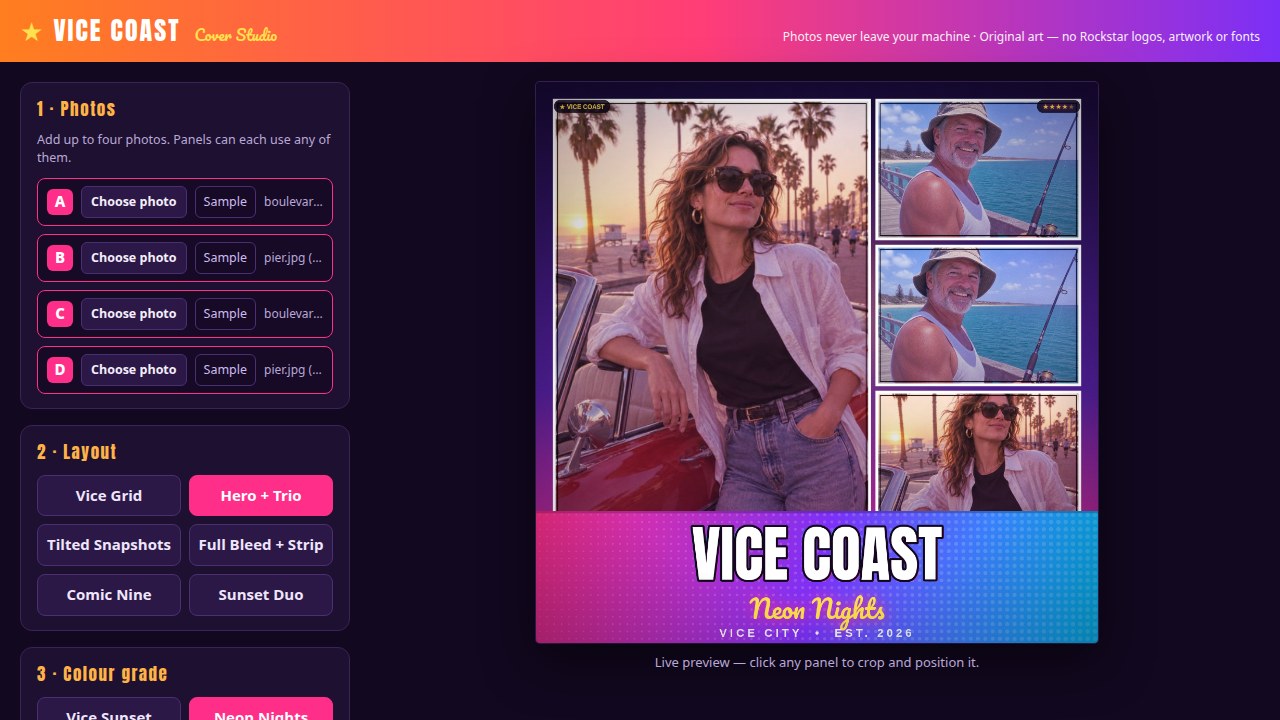 ★ VICE COAST Cover Studio
Photos never leave your machine · Original art — no Rockstar logos, artwork or fonts
1 · Photos
Add up to four photos. Panels can each use any of
them.
A Choose photo Sample boulevar...
B Choose photo Sample pier.jpg (...
C Choose photo Sample boulevar...
D Choose photo Sample pier.jpg (...
2 · Layout
Vice Grid Hero + Trio
Tilted Snapshots Full Bleed + Strip
Comic Nine Sunset Duo
3 · Colour grade
Vice Sunset Neon Nights
★ VICE COAST
★★★★★
VICE COAST
Neon Nights
VICE CITY • EST. 2026
Live preview — click any panel to crop and position it.